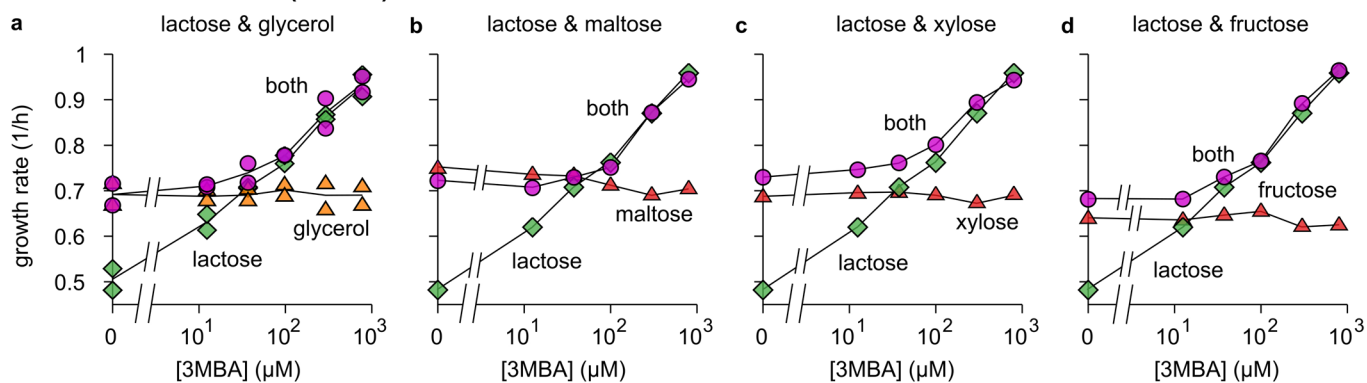 a
lactose & glycerol
b
lactose & maltose
c
lactose & xylose
d
lactose & fructose
growth rate (1/h)
1
0.9
0.8
0.7
0.6
0.5
both
glycerol
lactose
0
10¹
10²
10³
[3MBA] (µM)
both
maltose
lactose
0
10¹
10²
10³
[3MBA] (µM)
both
xylose
lactose
0
10¹
10²
10³
[3MBA] (µM)
both
fructose
lactose
0
10¹
10²
10³
[3MBA] (µM)